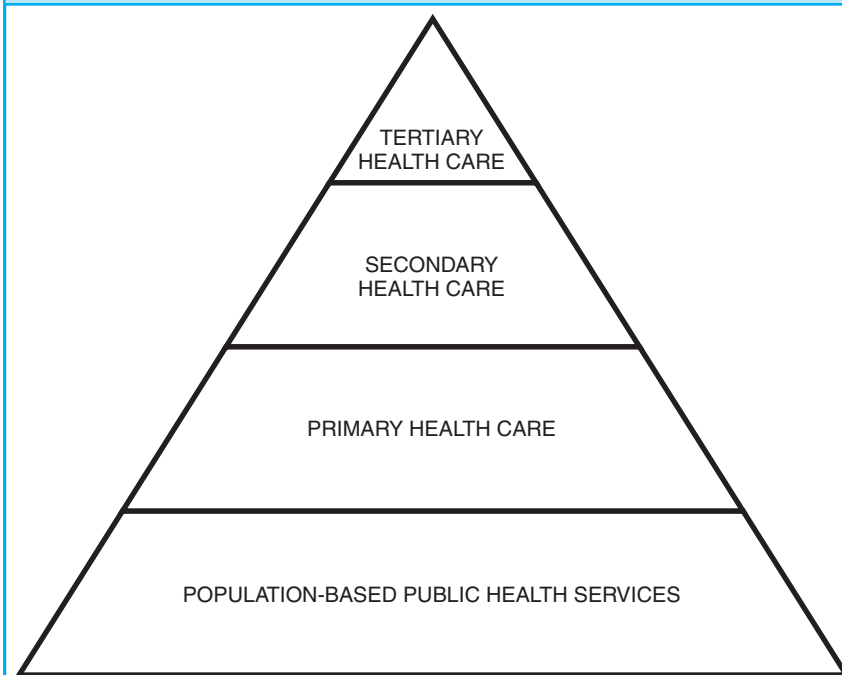 TERTIARY
HEALTH CARE
SECONDARY
HEALTH CARE
PRIMARY HEALTH CARE
POPULATION-BASED PUBLIC HEALTH SERVICES